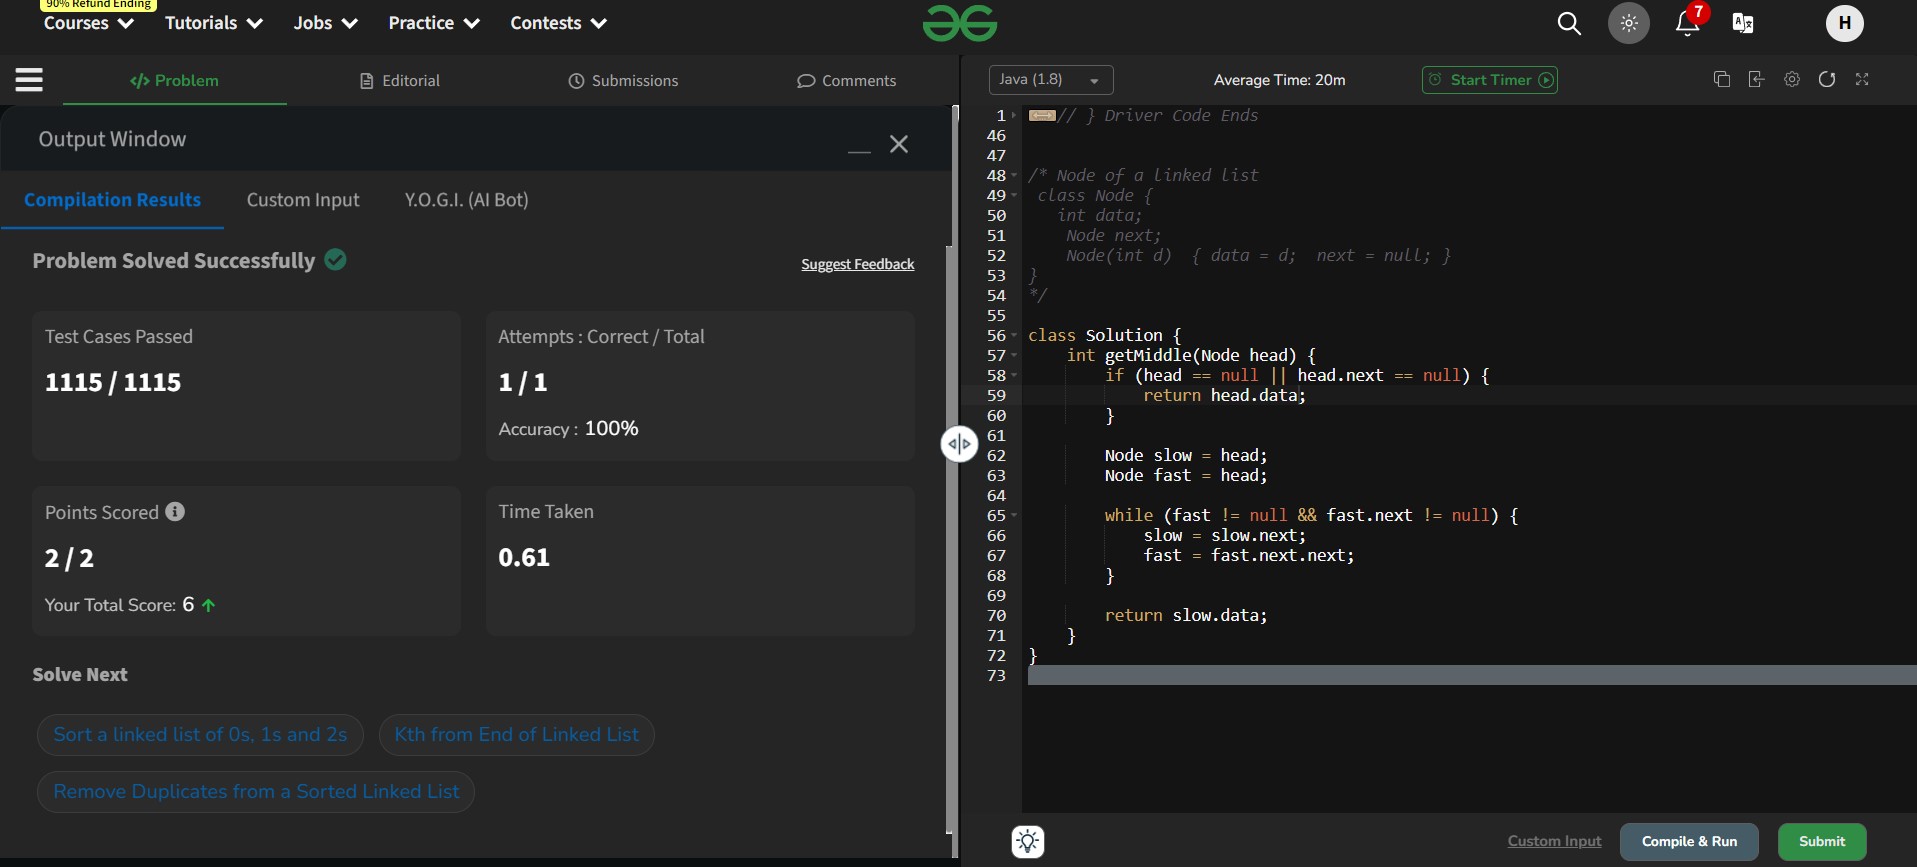 90% Refund Ending
Courses Tutorials Jobs Practice Contests
7
H
</> Problem Editorial Submissions Comments
Output Window
Compilation Results Custom Input Y.O.G.I. (AI Bot)
Problem Solved Successfully
Suggest Feedback
Test Cases Passed
1115 / 1115
Attempts : Correct / Total
1 / 1
Accuracy : 100%
Points Scored
2 / 2
Your Total Score: 6
Time Taken
0.61
Solve Next
Sort a linked list of 0s, 1s and 2s
Kth from End of Linked List
Remove Duplicates from a Sorted Linked List
Java (1.8) Average Time: 20m Start Timer
1 // } Driver Code Ends
46
47
48 /* Node of a linked list
49 class Node {
50 int data;
51 Node next;
52 Node(int d)  { data = d;  next = null; }
53 }
54 */
55
56 class Solution {
57 int getMiddle(Node head) {
58 if (head == null || head.next == null) {
59 return head.data;
60 }
61
62 Node slow = head;
63 Node fast = head;
64
65 while (fast != null && fast.next != null) {
66 slow = slow.next;
67 fast = fast.next.next;
68 }
69
70 return slow.data;
71 }
72 }
73
Custom Input Compile & Run Submit